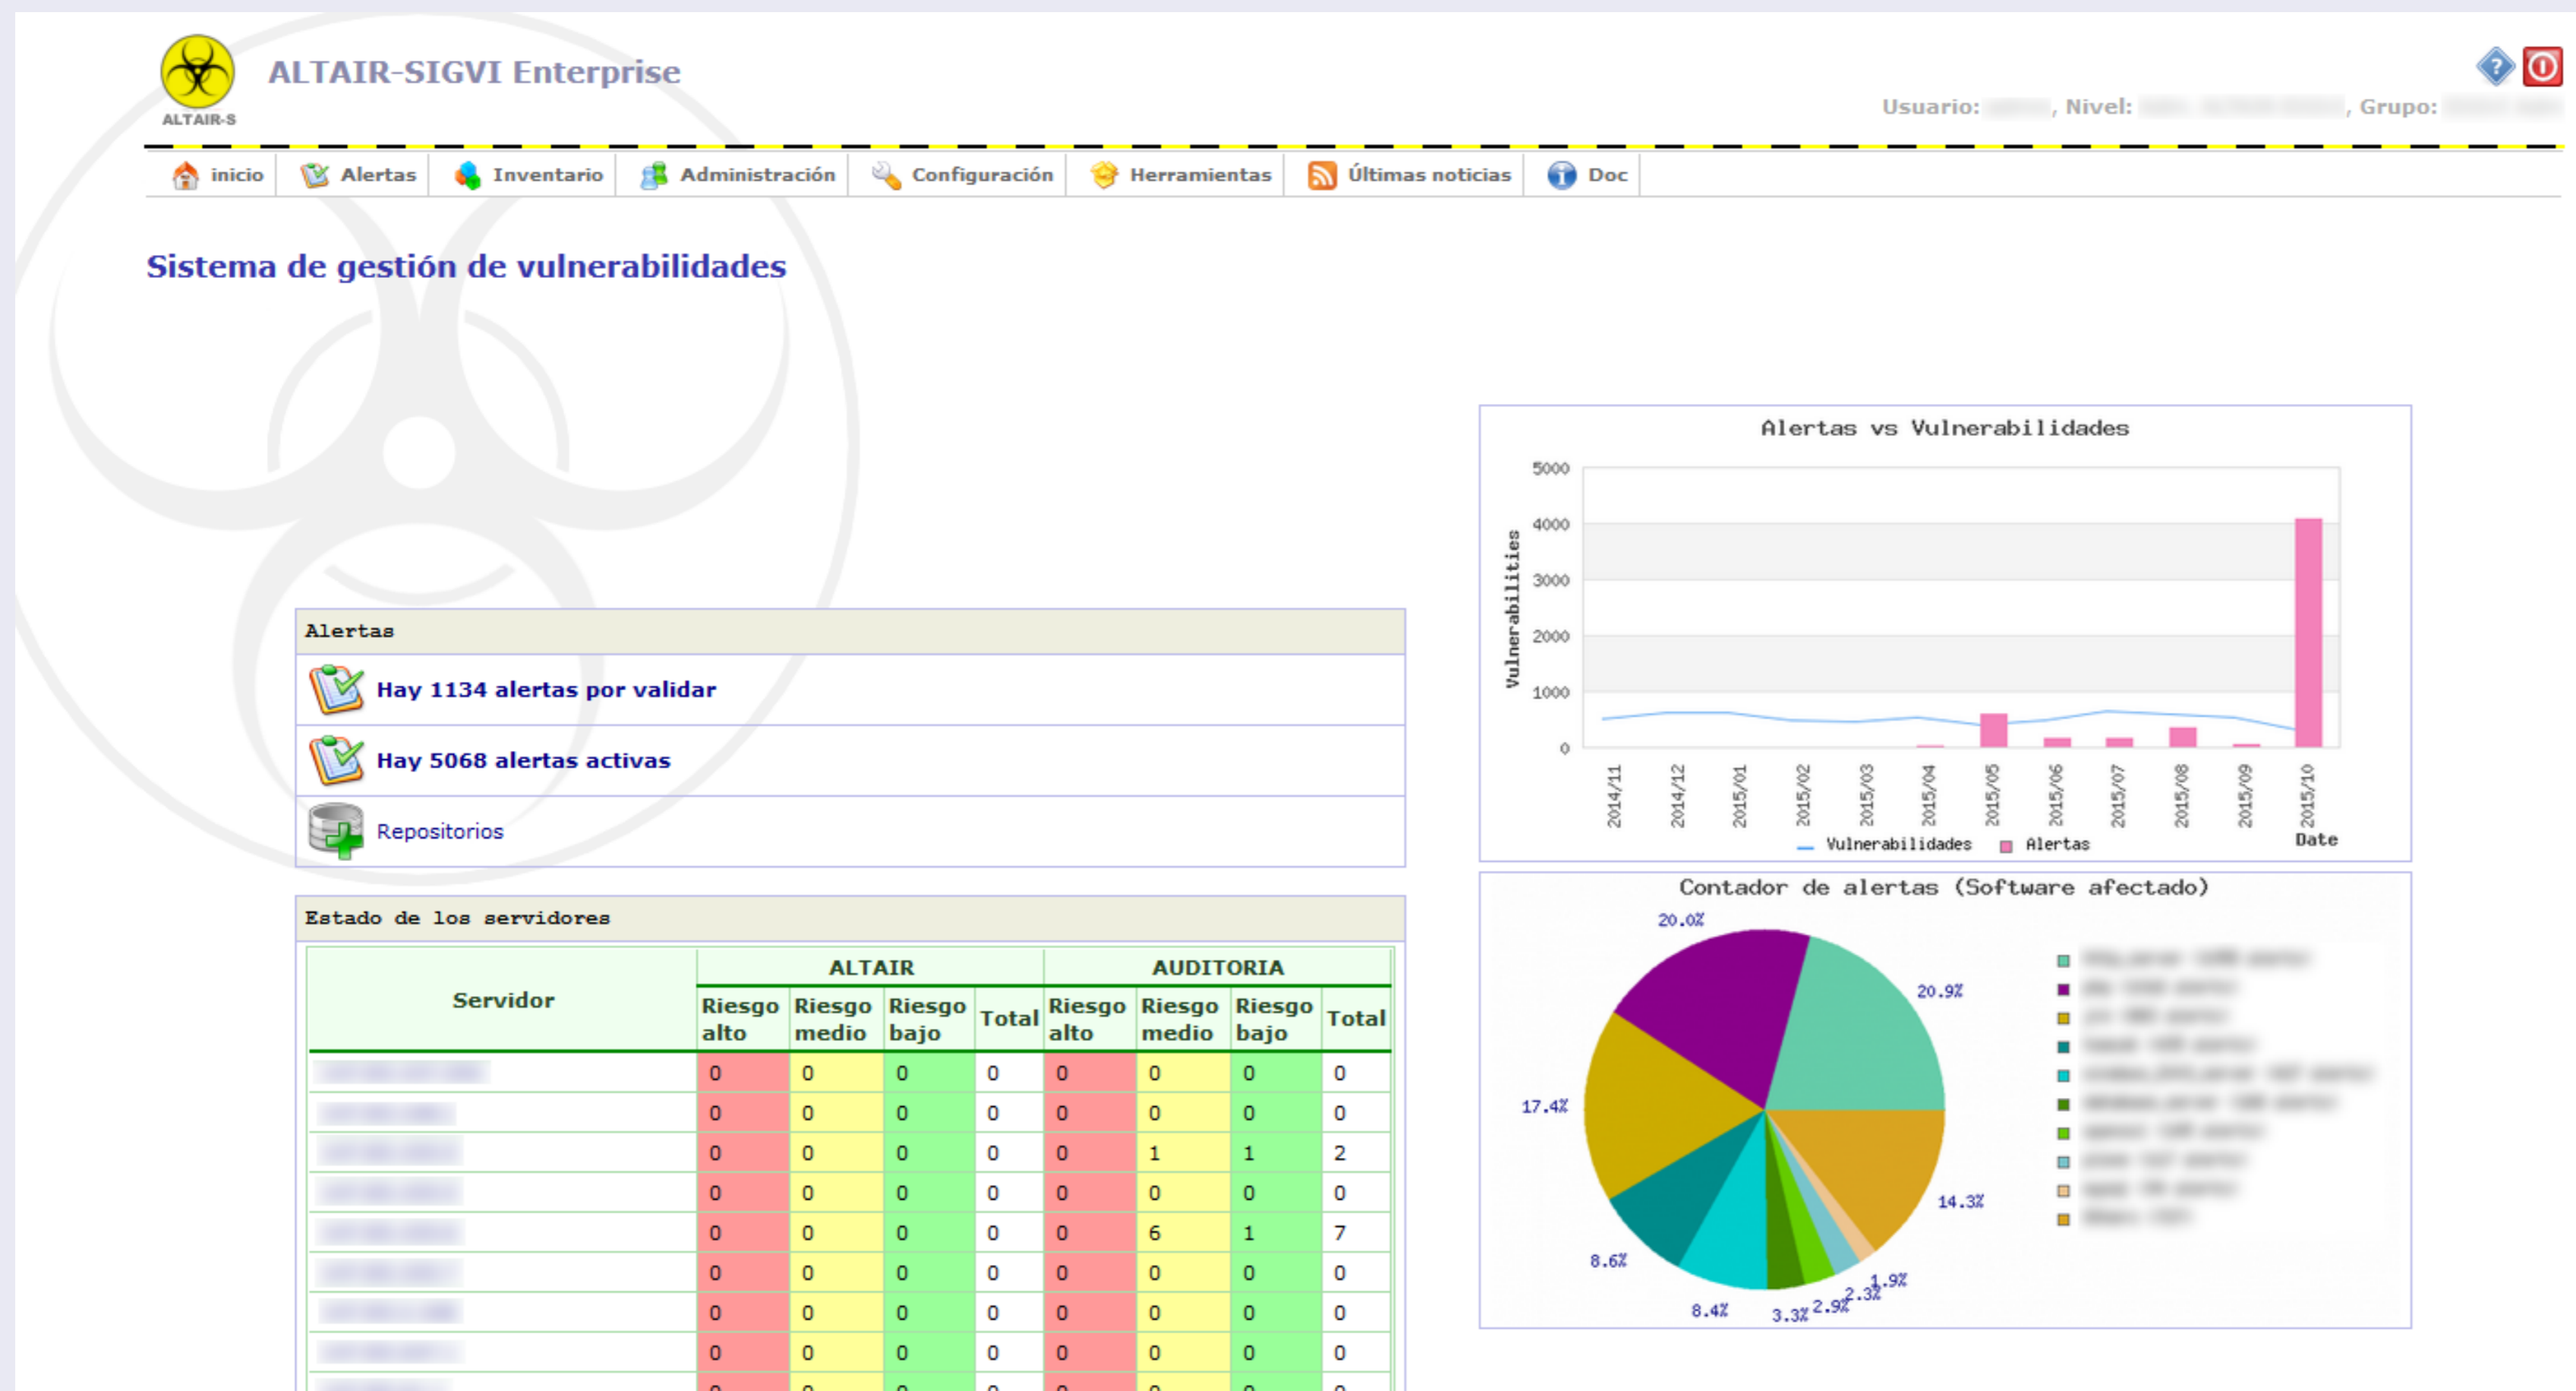 ALTAIR-SIGVI Enterprise
ALTAIR-S
Usuario: , Nivel: , Grupo:
inicio Alertas Inventario Administración Configuración Herramientas Últimas noticias Doc
Sistema de gestión de vulnerabilidades
Alertas
Hay 1134 alertas por validar
Hay 5068 alertas activas
Repositorios
Estado de los servidores
Servidor ALTAIR AUDITORIA
Riesgo alto Riesgo medio Riesgo bajo Total Riesgo alto Riesgo medio Riesgo bajo Total
0 0 0 0 0 0 0 0
0 0 0 0 0 0 0 0
0 0 0 0 0 1 1 2
0 0 0 0 0 0 0 0
0 0 0 0 0 6 1 7
0 0 0 0 0 0 0 0
0 0 0 0 0 0 0 0
0 0 0 0 0 0 0 0
Alertas vs Vulnerabilidades
Vulnerabilities
5000
4000
3000
2000
1000
0
2014/11 2014/12 2015/01 2015/02 2015/03 2015/04 2015/05 2015/06 2015/07 2015/08 2015/09 2015/10
Date
Vulnerabilidades Alertas
Contador de alertas (Software afectado)
20.0%
20.9%
17.4%
14.3%
8.6%
8.4%
3.3%
2.9%
2.3%
1.9%